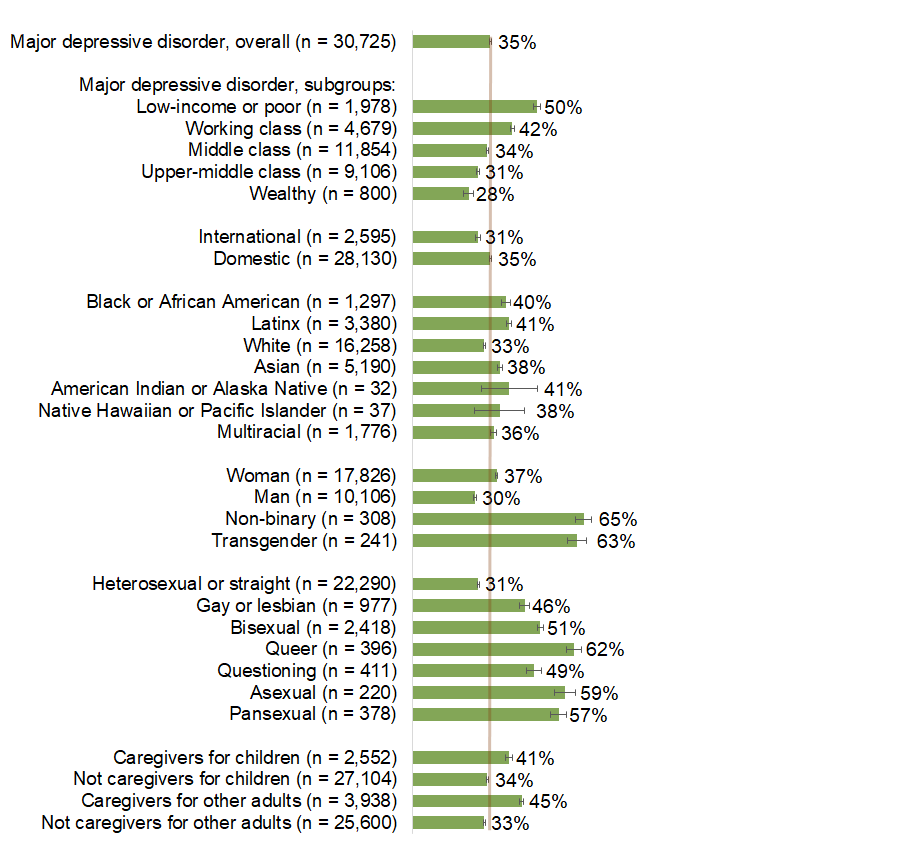 Major depressive disorder, overall (n = 30,725) 35%
Major depressive disorder, subgroups:
Low-income or poor (n = 1,978) 50%
Working class (n = 4,679) 42%
Middle class (n = 11,854) 34%
Upper-middle class (n = 9,106) 31%
Wealthy (n = 800) 28%
International (n = 2,595) 31%
Domestic (n = 28,130) 35%
Black or African American (n = 1,297) 40%
Latinx (n = 3,380) 41%
White (n = 16,258) 33%
Asian (n = 5,190) 38%
American Indian or Alaska Native (n = 32) 41%
Native Hawaiian or Pacific Islander (n = 37) 38%
Multiracial (n = 1,776) 36%
Woman (n = 17,826) 37%
Man (n = 10,106) 30%
Non-binary (n = 308) 65%
Transgender (n = 241) 63%
Heterosexual or straight (n = 22,290) 31%
Gay or lesbian (n = 977) 46%
Bisexual (n = 2,418) 51%
Queer (n = 396) 62%
Questioning (n = 411) 49%
Asexual (n = 220) 59%
Pansexual (n = 378) 57%
Caregivers for children (n = 2,552) 41%
Not caregivers for children (n = 27,104) 34%
Caregivers for other adults (n = 3,938) 45%
Not caregivers for other adults (n = 25,600) 33%